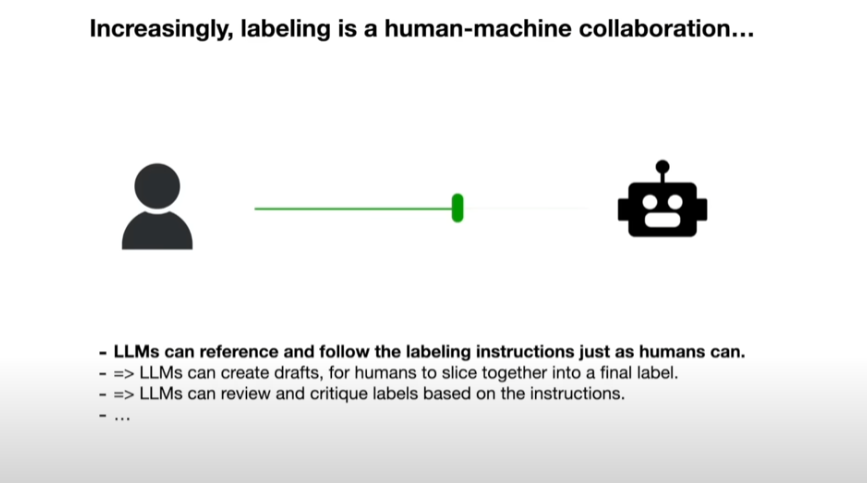 Increasingly, labeling is a human-machine collaboration...
- LLMs can reference and follow the labeling instructions just as humans can.
- => LLMs can create drafts, for humans to slice together into a final label.
- => LLMs can review and critique labels based on the instructions.
- ...